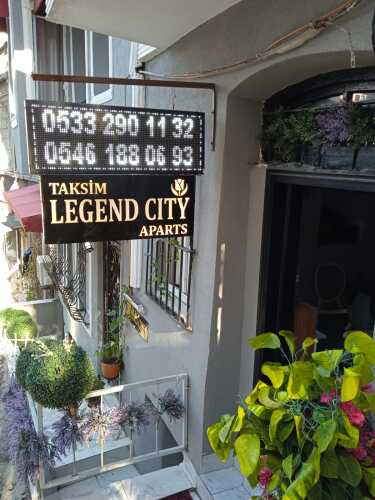 0533 290 11 32
0546 188 06 93
TAKSİM
LEGEND CITY
APARTS